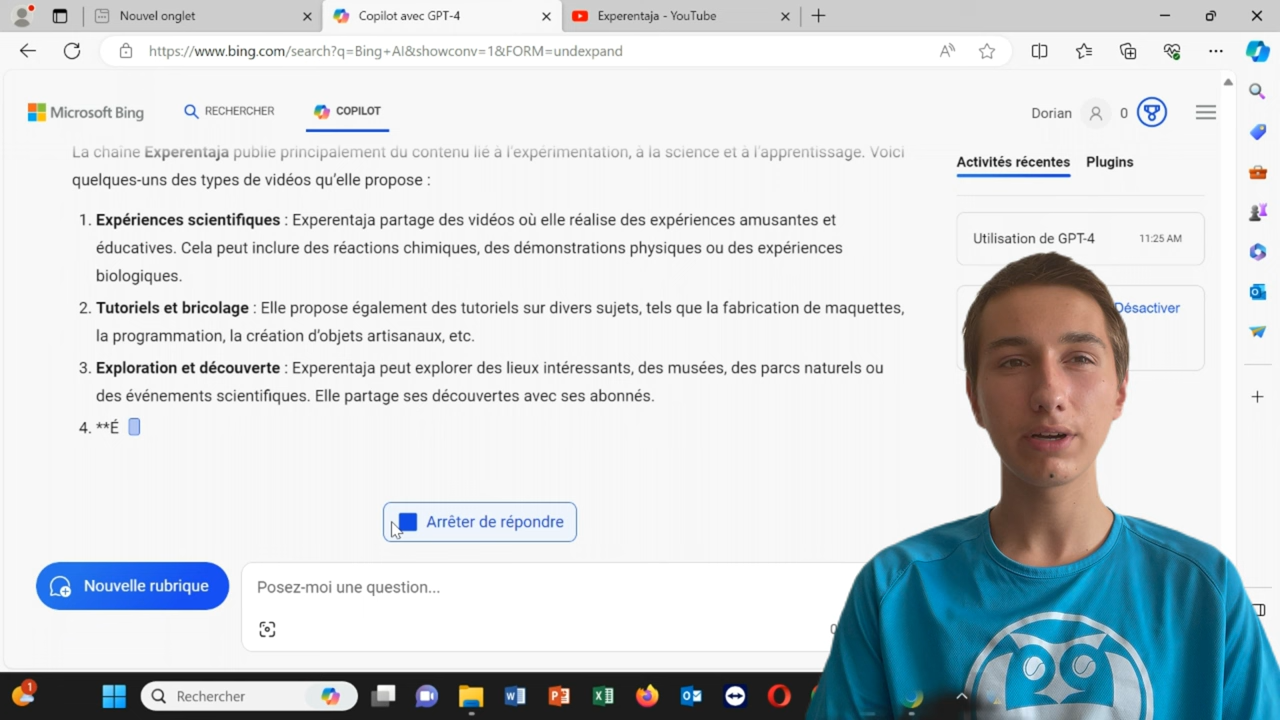 Nouvel onglet
Copilot avec GPT-4
Experentaja - YouTube
https://www.bing.com/search?q=Bing+AI&showconv=1&FORM=undexpand
Microsoft Bing
RECHERCHER
COPILOT
Dorian
0
La chaîne Experentaja publie principalement du contenu lié à l'expérimentation, à la science et à l'apprentissage. Voici
quelques-uns des types de vidéos qu'elle propose :
1. Expériences scientifiques : Experentaja partage des vidéos où elle réalise des expériences amusantes et
éducatives. Cela peut inclure des réactions chimiques, des démonstrations physiques ou des expériences
biologiques.
2. Tutoriels et bricolage : Elle propose également des tutoriels sur divers sujets, tels que la fabrication de maquettes,
la programmation, la création d'objets artisanaux, etc.
3. Exploration et découverte : Experentaja peut explorer des lieux intéressants, des musées, des parcs naturels ou
des événements scientifiques. Elle partage ses découvertes avec ses abonnés.
4. **É
Activités récentes
Plugins
Utilisation de GPT-4
11:25 AM
Désactiver
Arrêter de répondre
Nouvelle rubrique
Posez-moi une question...
0
1
Rechercher